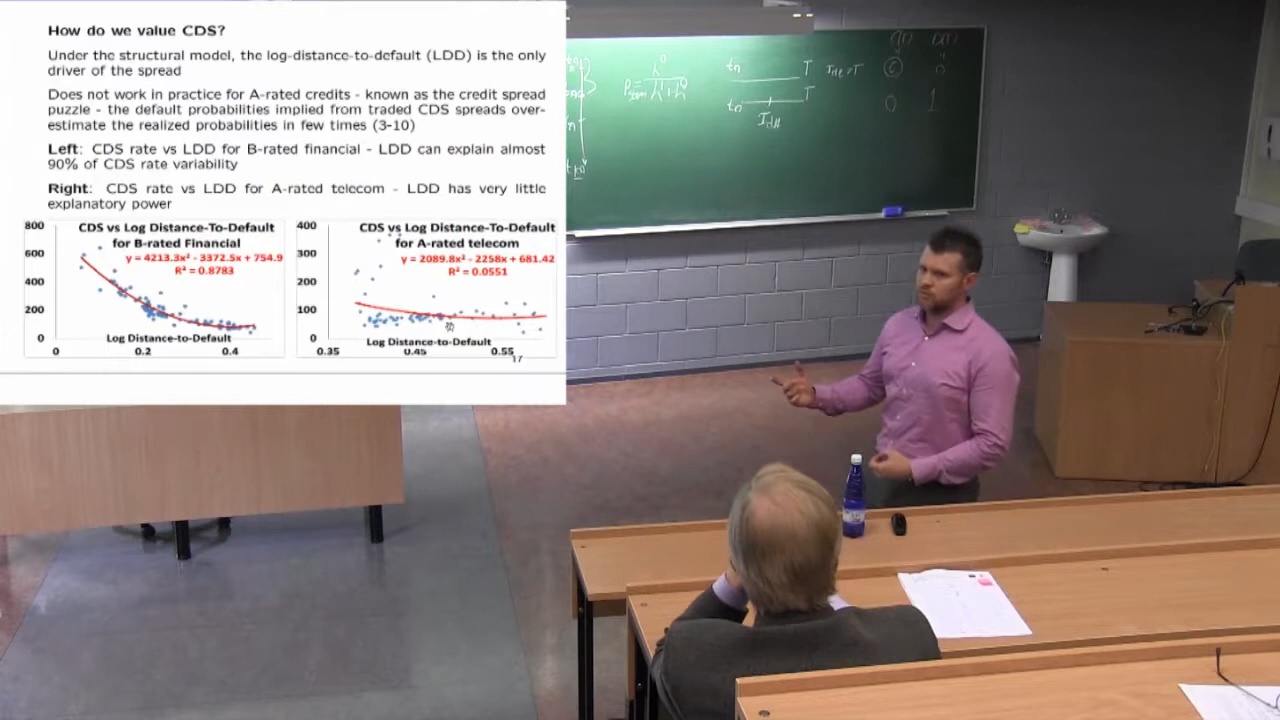 How do we value CDS?
Under the structural model, the log-distance-to-default (LDD) is the only
driver of the spread
Does not work in practice for A-rated credits - known as the credit spread
puzzle - the default probabilities implied from traded CDS spreads over-
estimate the realized probabilities in few times (3-10)
Left: CDS rate vs LDD for B-rated financial - LDD can explain almost
90% of CDS rate variability
Right: CDS rate vs LDD for A-rated telecom - LDD has very little
explanatory power
CDS vs Log Distance-To-Default
for B-rated Financial
y = 4213.3x² - 3372.5x + 754.9
R² = 0.8783
800
600
400
200
0
Log Distance-to-Default
0
0.2
0.4
CDS vs Log Distance-To-Default
for A-rated telecom
y = 2089.8x² - 2258x + 681.42
R² = 0.0551
400
300
200
100
0
Log Distance-to-Default
0.35
0.45
0.55
17
tn
T
tn
T
0
0
1